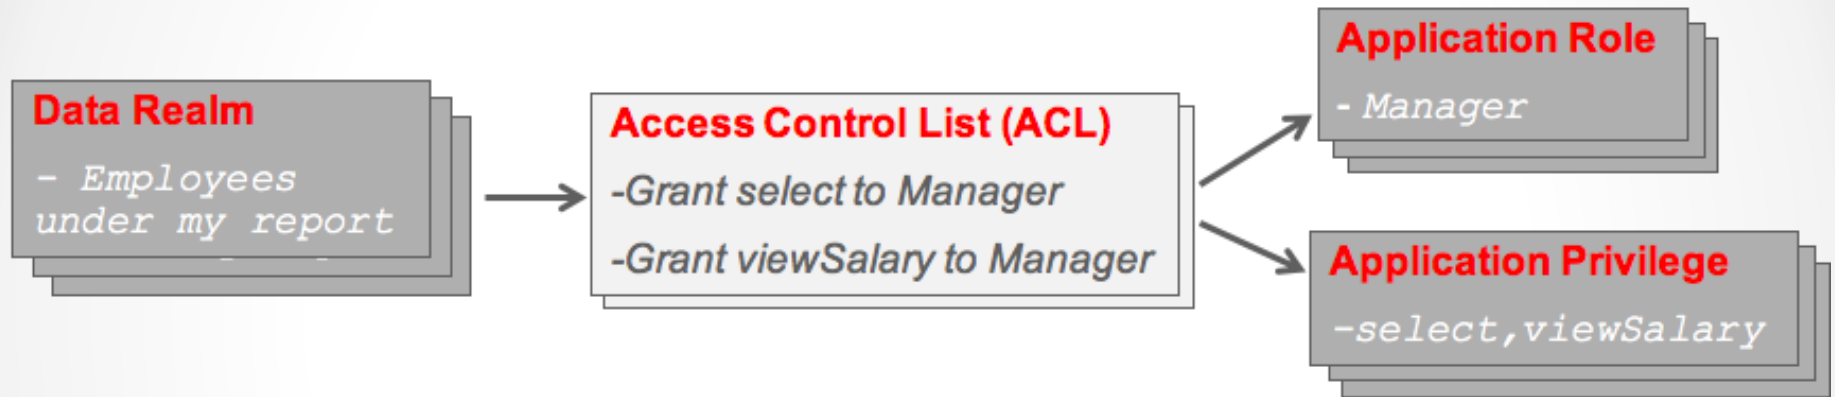 Data Realm
- Employees
under my report
Access Control List (ACL)
-Grant select to Manager
-Grant viewSalary to Manager
Application Role
- Manager
Application Privilege
-select,viewSalary